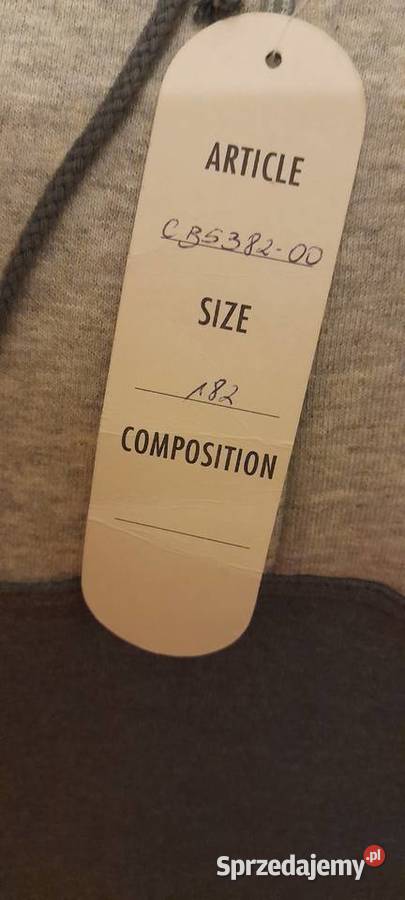 ARTICLE
CB5382-00
SIZE
182
COMPOSITION
Sprzedajemy.pl